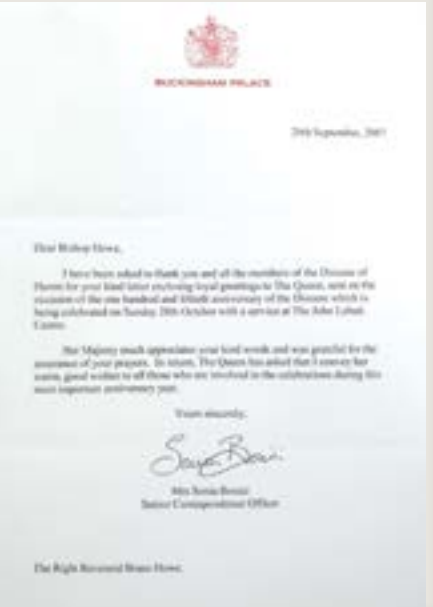 BUCKINGHAM PALACE
September, 2007
Dear Bishop Howe,
I have been asked to thank you and all the members of the Diocese of
Huron for your kind letter enclosing loyal greetings to The Queen, sent on the
occasion of the one hundred and fiftieth anniversary of the Diocese which is
being celebrated on Sunday 28th October with a service at The John Labatt
Centre.
Her Majesty much appreciates your kind words and was grateful for the
assurance of your prayers. In return, The Queen has asked that I convey her
warm, good wishes to all those who are involved in the celebrations during this
most important anniversary year.
Yours sincerely,
Mrs Sonia Bonici
Senior Correspondence Officer
The Right Reverend Bruce Howe.